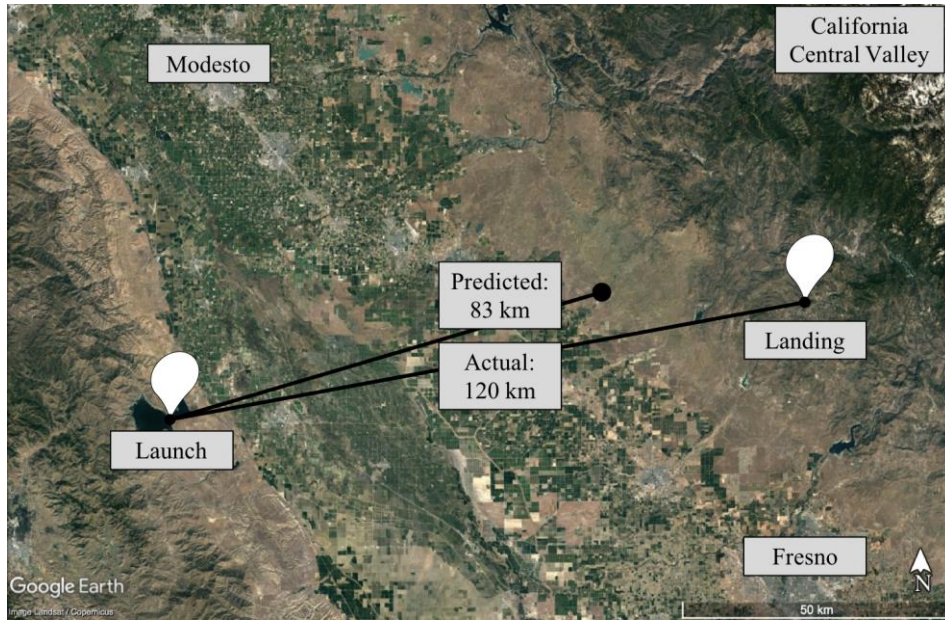 California
Central Valley
Modesto
Predicted:
83 km
Actual:
120 km
Landing
Launch
Fresno
N
Google Earth
Image Landsat / Copernicus
50 km